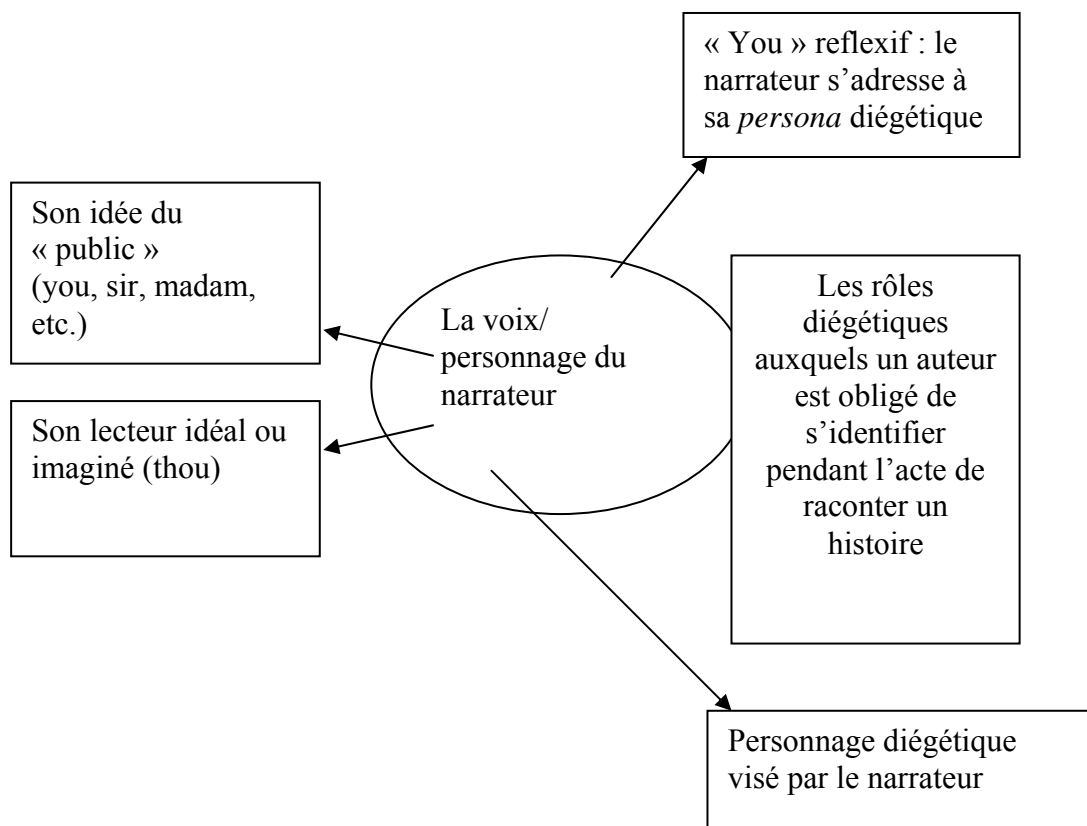 « You » reflexif : le
narrateur s’adresse à
sa persona diégétique
Son idée du
« public »
(you, sir, madam,
etc.)
La voix/
personnage du
narrateur
Les rôles
diégétiques
auxquels un auteur
est obligé de
s’identifier
pendant l’acte de
raconter un
histoire
Son lecteur idéal ou
imaginé (thou)
Personnage diégétique
visé par le narrateur